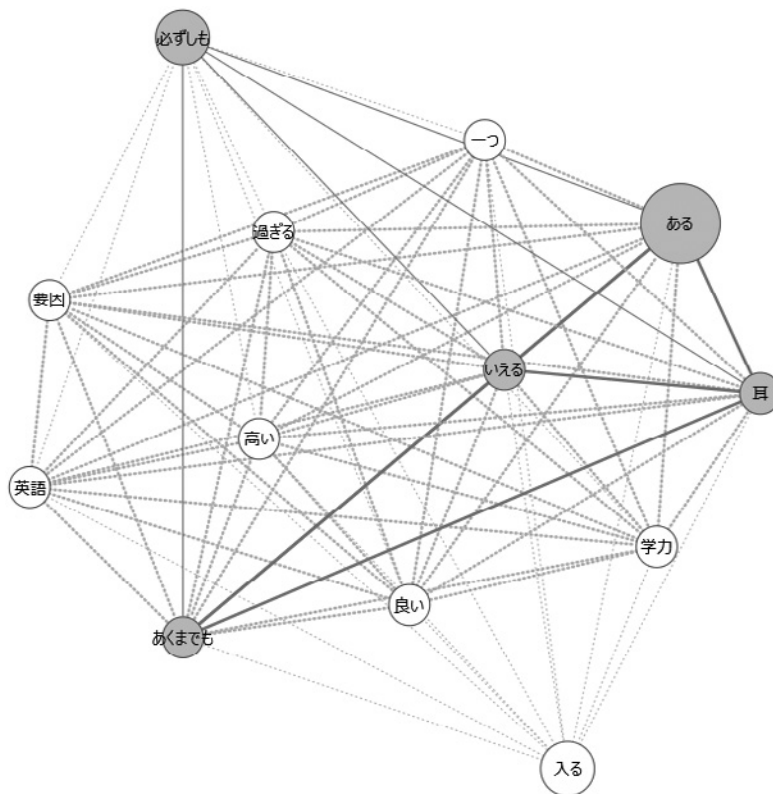 必ずしも
一つ
ある
過ぎる
要因
いえる
耳
高い
英語
学力
良い
あくまでも
入る